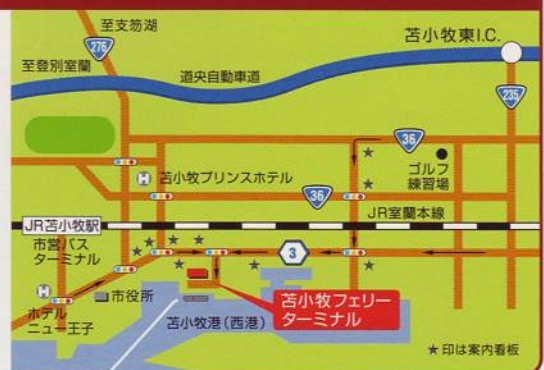 至支笏湖
276
苫小牧東I.C.
至登別室蘭
道央自動車道
235
36
ゴルフ
練習場
H 苫小牧プリンスホテル
36
JR苫小牧駅
JR室蘭本線
市営バス
ターミナル
3
H
市役所
ホテル
ニュー王子
苫小牧港(西港)
苫小牧フェリー
ターミナル
★印は案内看板